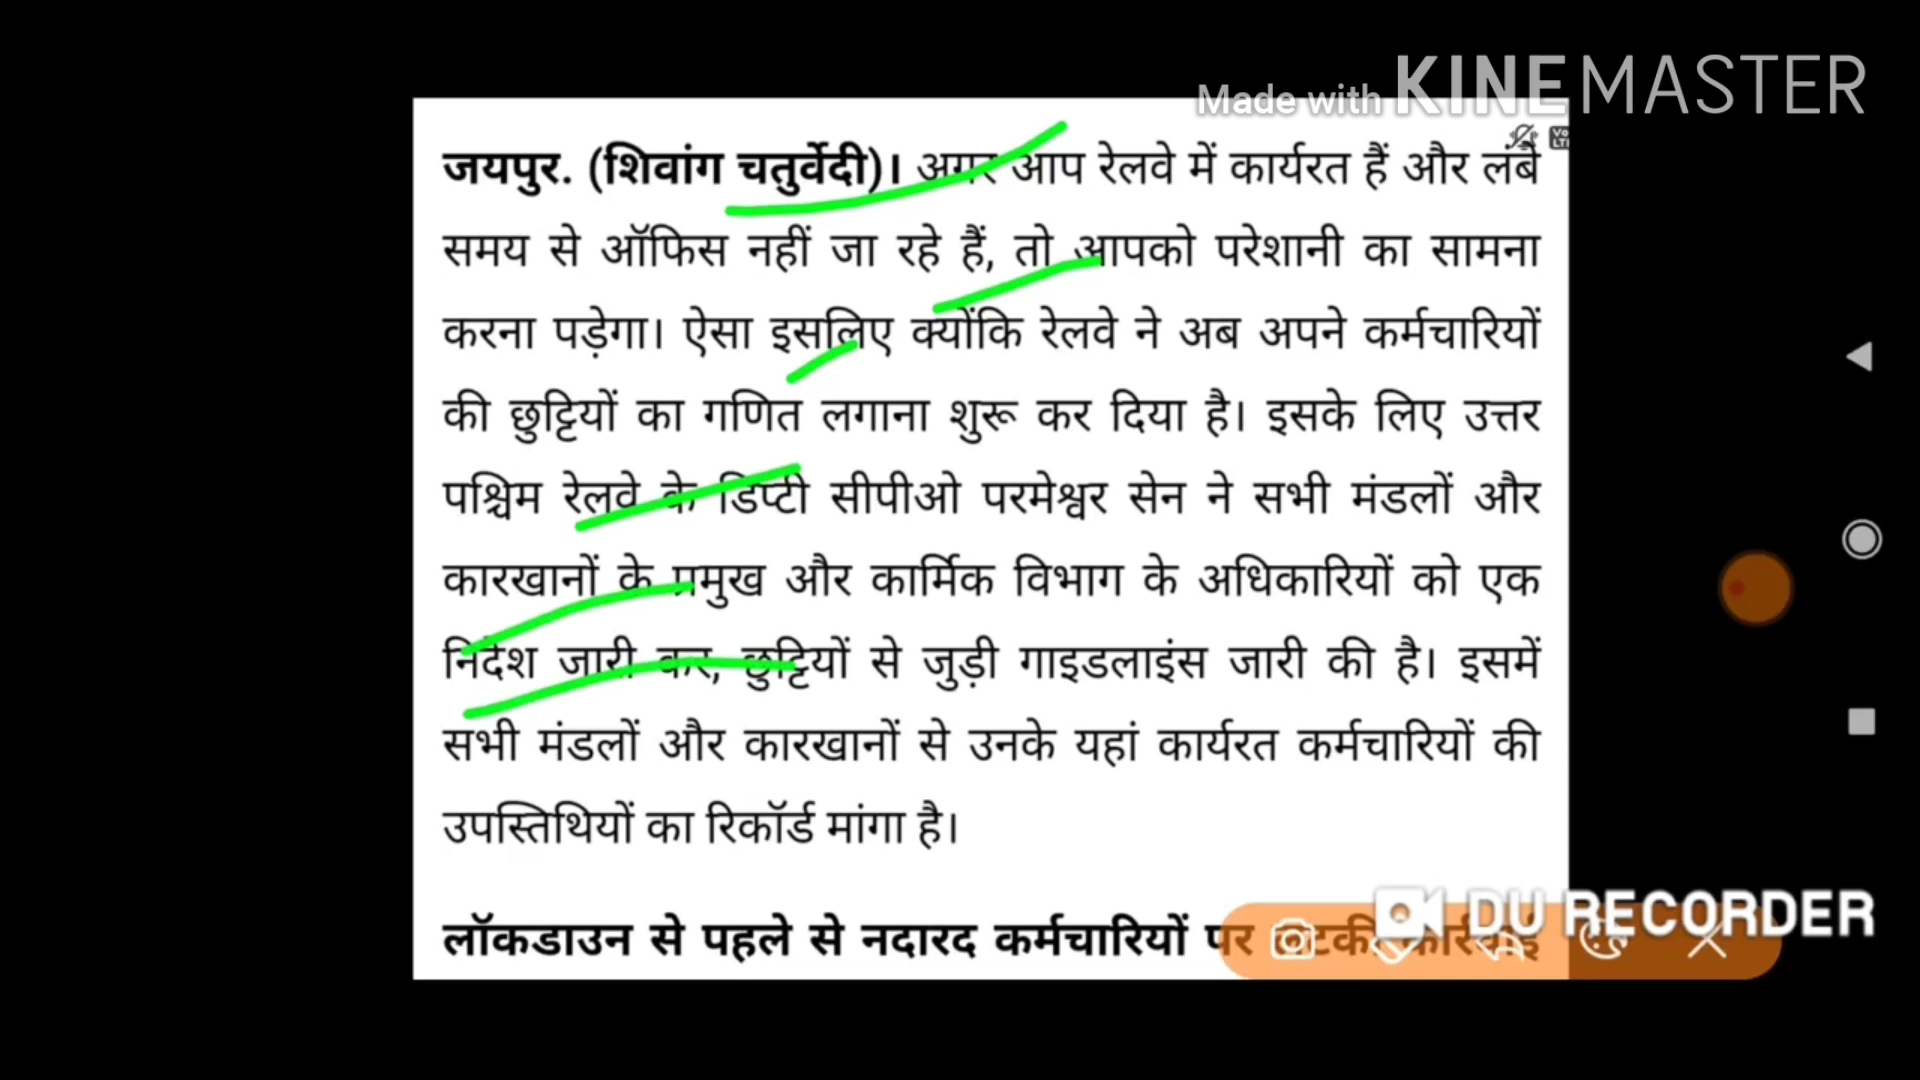 Made with KINEMASTER
जयपुर. (शिवांग चतुर्वेदी)। अगर आप रेलवे में कार्यरत हैं और लंबे
समय से ऑफिस नहीं जा रहे हैं, तो आपको परेशानी का सामना
करना पड़ेगा। ऐसा इसलिए क्योंकि रेलवे ने अब अपने कर्मचारियों
की छुट्टियों का गणित लगाना शुरू कर दिया है। इसके लिए उत्तर
पश्चिम रेलवे के डिप्टी सीपीओ परमेश्वर सेन ने सभी मंडलों और
कारखानों के प्रमुख और कार्मिक विभाग के अधिकारियों को एक
निर्देश जारी कर, छुट्टियों से जुड़ी गाइडलाइंस जारी की है। इसमें
सभी मंडलों और कारखानों से उनके यहां कार्यरत कर्मचारियों की
उपस्तिथियों का रिकॉर्ड मांगा है।
DU RECORDER
लॉकडाउन से पहले से नदारद कर्मचारियों पर